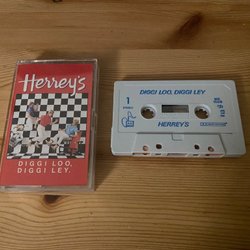 Herrey's
DIGGI LOO,
DIGGI LEY.
DIGGI LOO, DIGGI LEY
1
HERREY'S